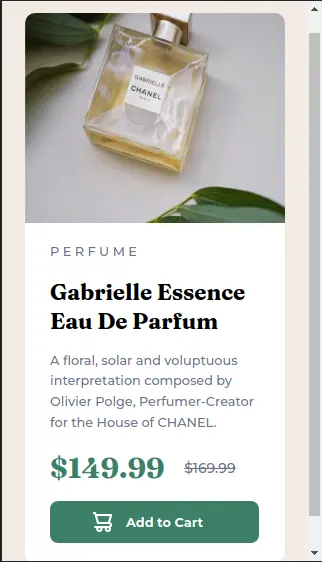 GABRIELLE
CHANEL
PARIS
PERFUME
Gabrielle Essence
Eau De Parfum
A floral, solar and voluptuous
interpretation composed by
Olivier Polge, Perfumer-Creator
for the House of CHANEL.
$149.99 $169.99
Add to Cart